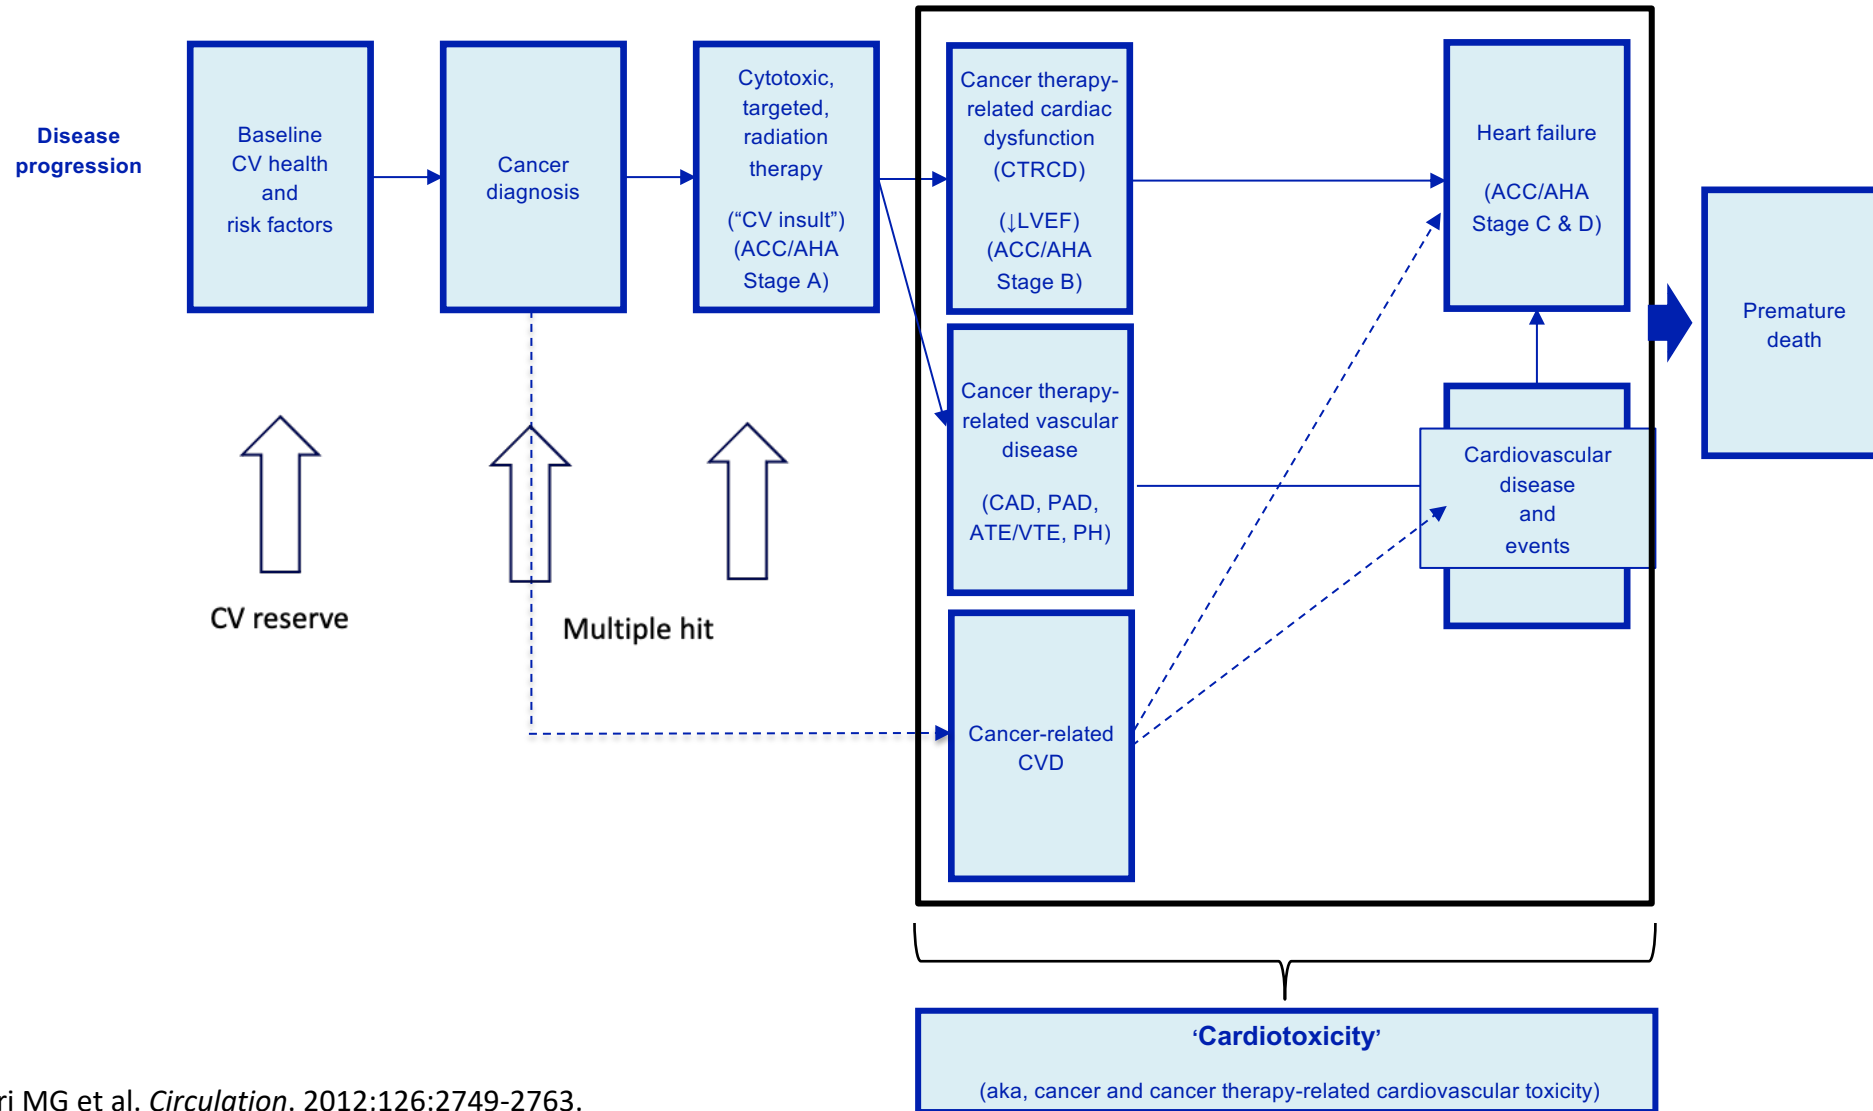 Disease
progression
Baseline
CV health
and
risk factors
Cancer
diagnosis
Cytotoxic,
targeted,
radiation
therapy
(“CV insult”)
(ACC/AHA
Stage A)
Cancer therapy-
related cardiac
dysfunction
(CTRCD)
(↓LVEF)
(ACC/AHA
Stage B)
Heart failure
(ACC/AHA
Stage C & D)
Premature
death
Cancer therapy-
related vascular
disease
(CAD, PAD,
ATE/VTE, PH)
Cardiovascular
disease
and
events
CV reserve
Multiple hit
Cancer-related
CVD
‘Cardiotoxicity’
(aka, cancer and cancer therapy-related cardiovascular toxicity)
MG et al. Circulation. 2012;126:2749-2763.